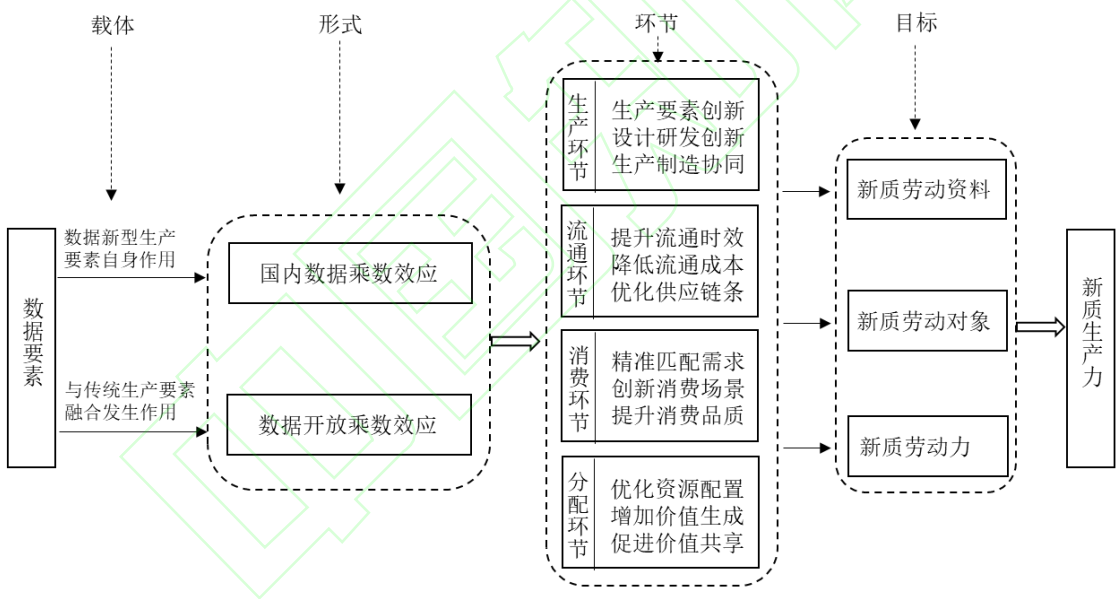 载体
形式
环节
目标
数据要素
数据新型生产
要素自身作用
与传统生产要素
融合发生作用
国内数据乘数效应
数据开放乘数效应
生产环节
生产要素创新
设计研发创新
生产制造协同
流通环节
提升流通时效
降低流通成本
优化供应链条
消费环节
精准匹配需求
创新消费场景
提升消费品质
分配环节
优化资源配置
增加价值生成
促进价值共享
新质劳动资料
新质劳动对象
新质劳动力
新质生产力